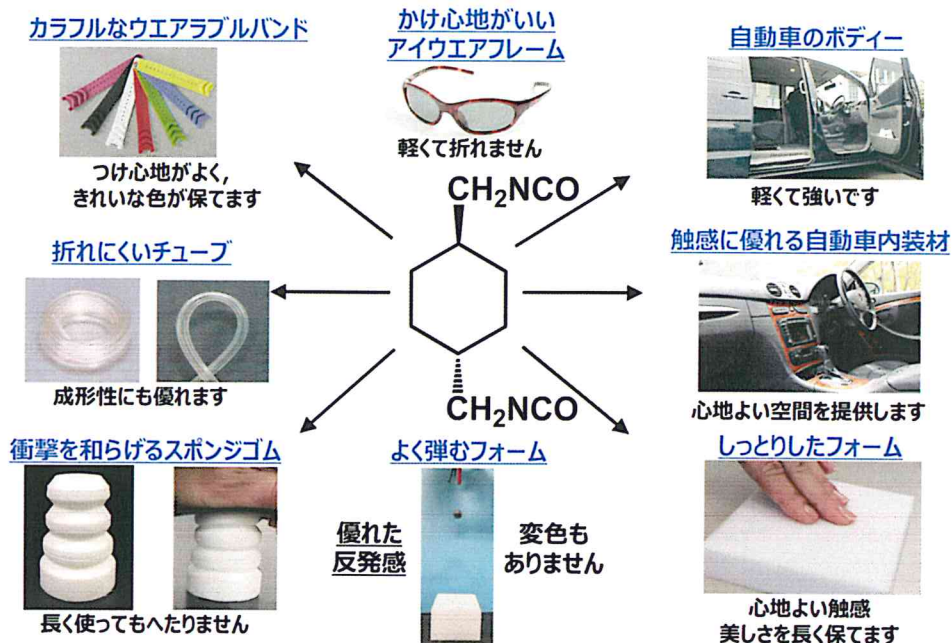 カラフルなウエアラブルバンド
つけ心地がよく,
きれいな色が保てます
かけ心地がいい
アイウエアフレーム
軽くて折れません
自動車のボディー
軽くて強いです
折れにくいチューブ
成形性にも優れます
CH2NCO
CH2NCO
触感に優れる自動車内装材
心地よい空間を提供します
衝撃を和らげるスポンジゴム
長く使ってもへたりません
よく弾むフォーム
優れた
反発感
変色も
ありません
しっとりしたフォーム
心地よい触感
美しさを長く保てます